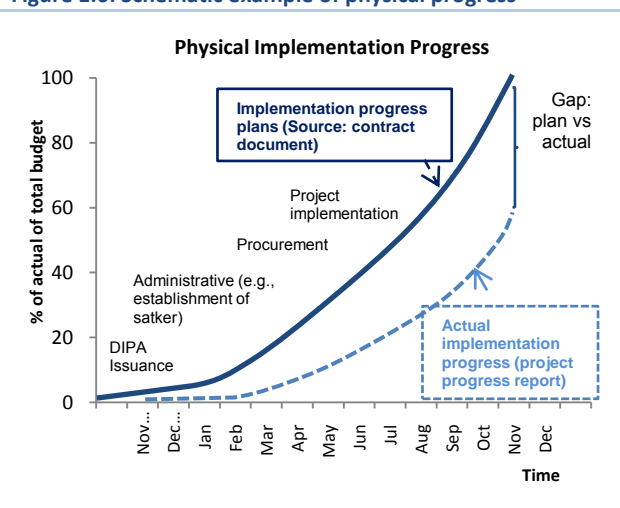 Physical Implementation Progress
% of actual of total budget
100
80
60
40
20
0
Implementation progress
plans (Source: contract
document)
Gap:
plan vs
actual
Project
implementation
Procurement
Administrative (e.g.,
establishment of
satker)
DIPA
Issuance
Actual
implementation
progress (project
progress report)
Nov...
Dec...
Jan
Feb
Mar
Apr
May
Jun
Jul
Aug
Sep
Oct
Nov
Dec
Time